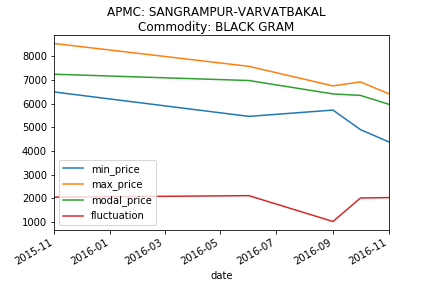 APMC: SANGRAMPUR-VARVATBAKAL
Commodity: BLACK GRAM
8000
7000
6000
5000
4000
3000
2000
1000
min_price
max_price
modal_price
fluctuation
2015-11
2016-01
2016-03
2016-05
2016-07
2016-09
2016-11
date